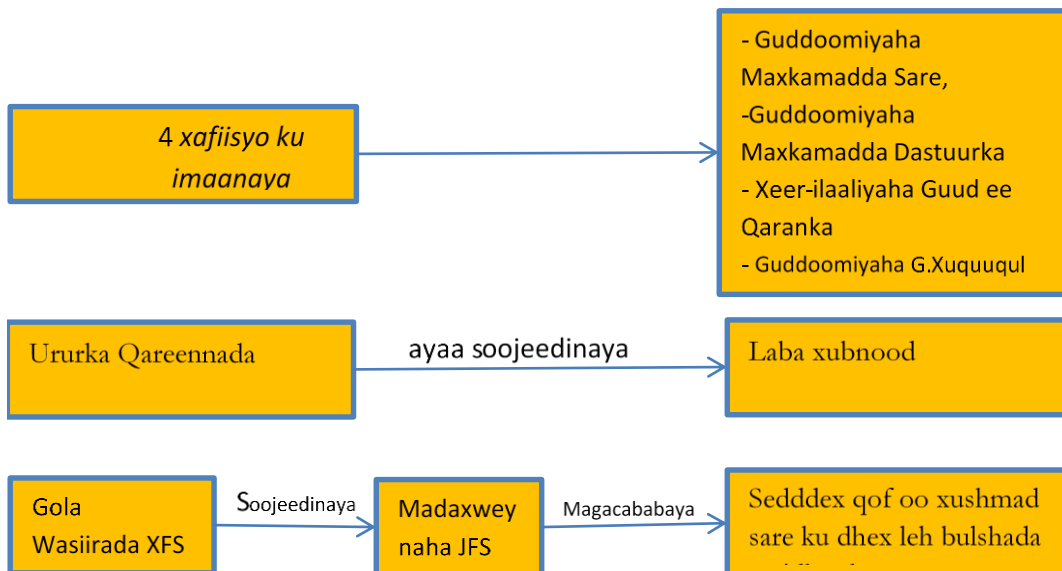 4 xafiisyo ku
imaanaya
- Guddoomiyaha
Maxkamadda Sare,
-Guddoomiyaha
Maxkamadda Dastuurka
- Xeer-ilaaliyaha Guud ee
Qaranka
- Guddoomiyaha G.Xuquuqul
Ururka Qareennada
ayaa soojeedinaya
Laba xubnood
Gola
Wasiirada XFS
Soojeedinaya
Madaxwey
naha JFS
Magacababaya
Sedddex qof oo xushmad
sare ku dhex leh bulshada